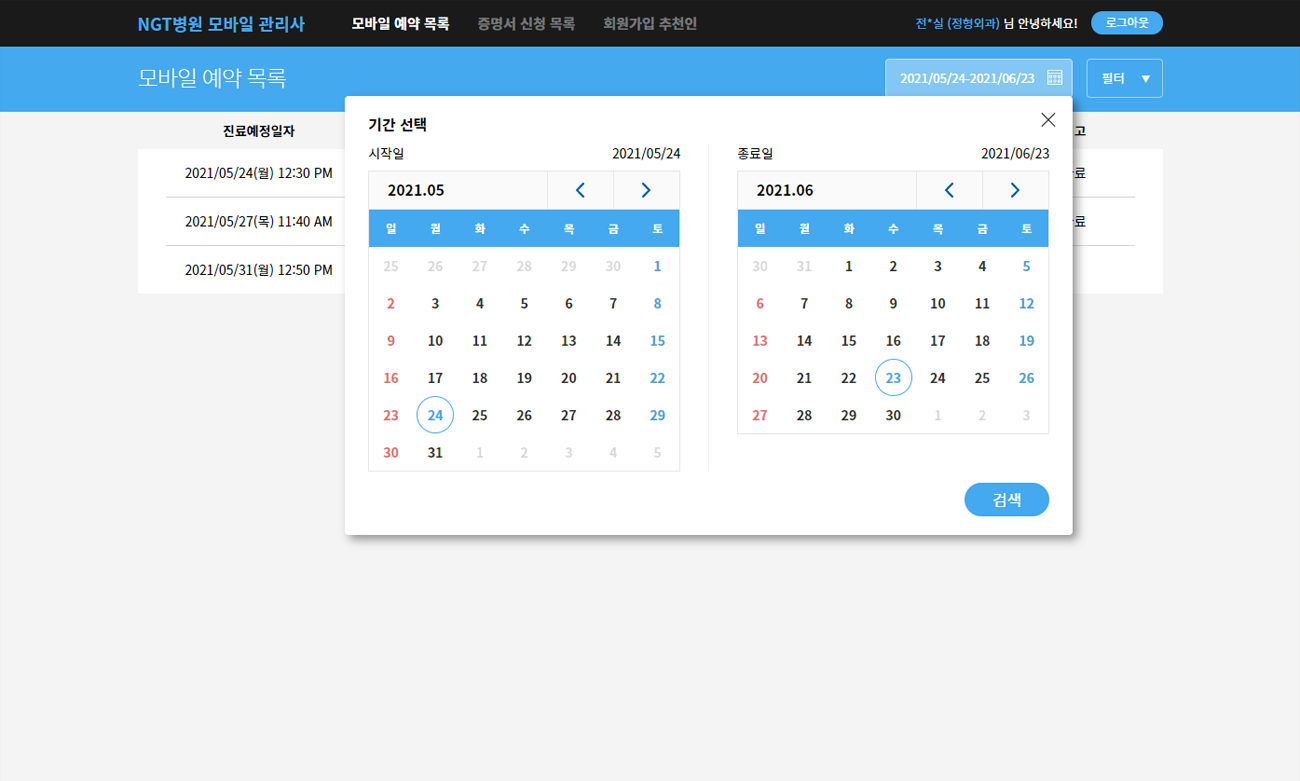 NGT병원 모바일 관리사 모바일 예약 목록 증명서 신청 목록 회원가입 추천인 전*실 (정형외과) 님 안녕하세요! 로그아웃
모바일 예약 목록 2021/05/24-2021/06/23 필터 ▼
진료예정일자 고
2021/05/24(월) 12:30 PM 료
2021/05/27(목) 11:40 AM 료
2021/05/31(월) 12:50 PM
기간 선택
시작일 2021/05/24
2021.05
일 월 화 수 목 금 토
25 26 27 28 29 30 1
2 3 4 5 6 7 8
9 10 11 12 13 14 15
16 17 18 19 20 21 22
23 24 25 26 27 28 29
30 31 1 2 3 4 5
종료일 2021/06/23
2021.06
일 월 화 수 목 금 토
30 31 1 2 3 4 5
6 7 8 9 10 11 12
13 14 15 16 17 18 19
20 21 22 23 24 25 26
27 28 29 30 1 2 3
검색